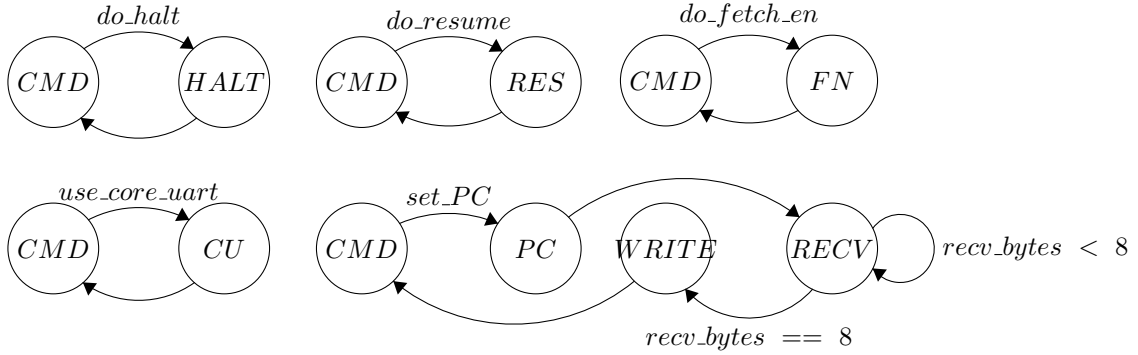 do_halt
do_resume
do_fetch_en
CMD HALT
CMD RES
CMD FN
use_core_uart
set_PC
CMD CU
CMD PC WRITE RECV
recv_bytes < 8
recv_bytes == 8